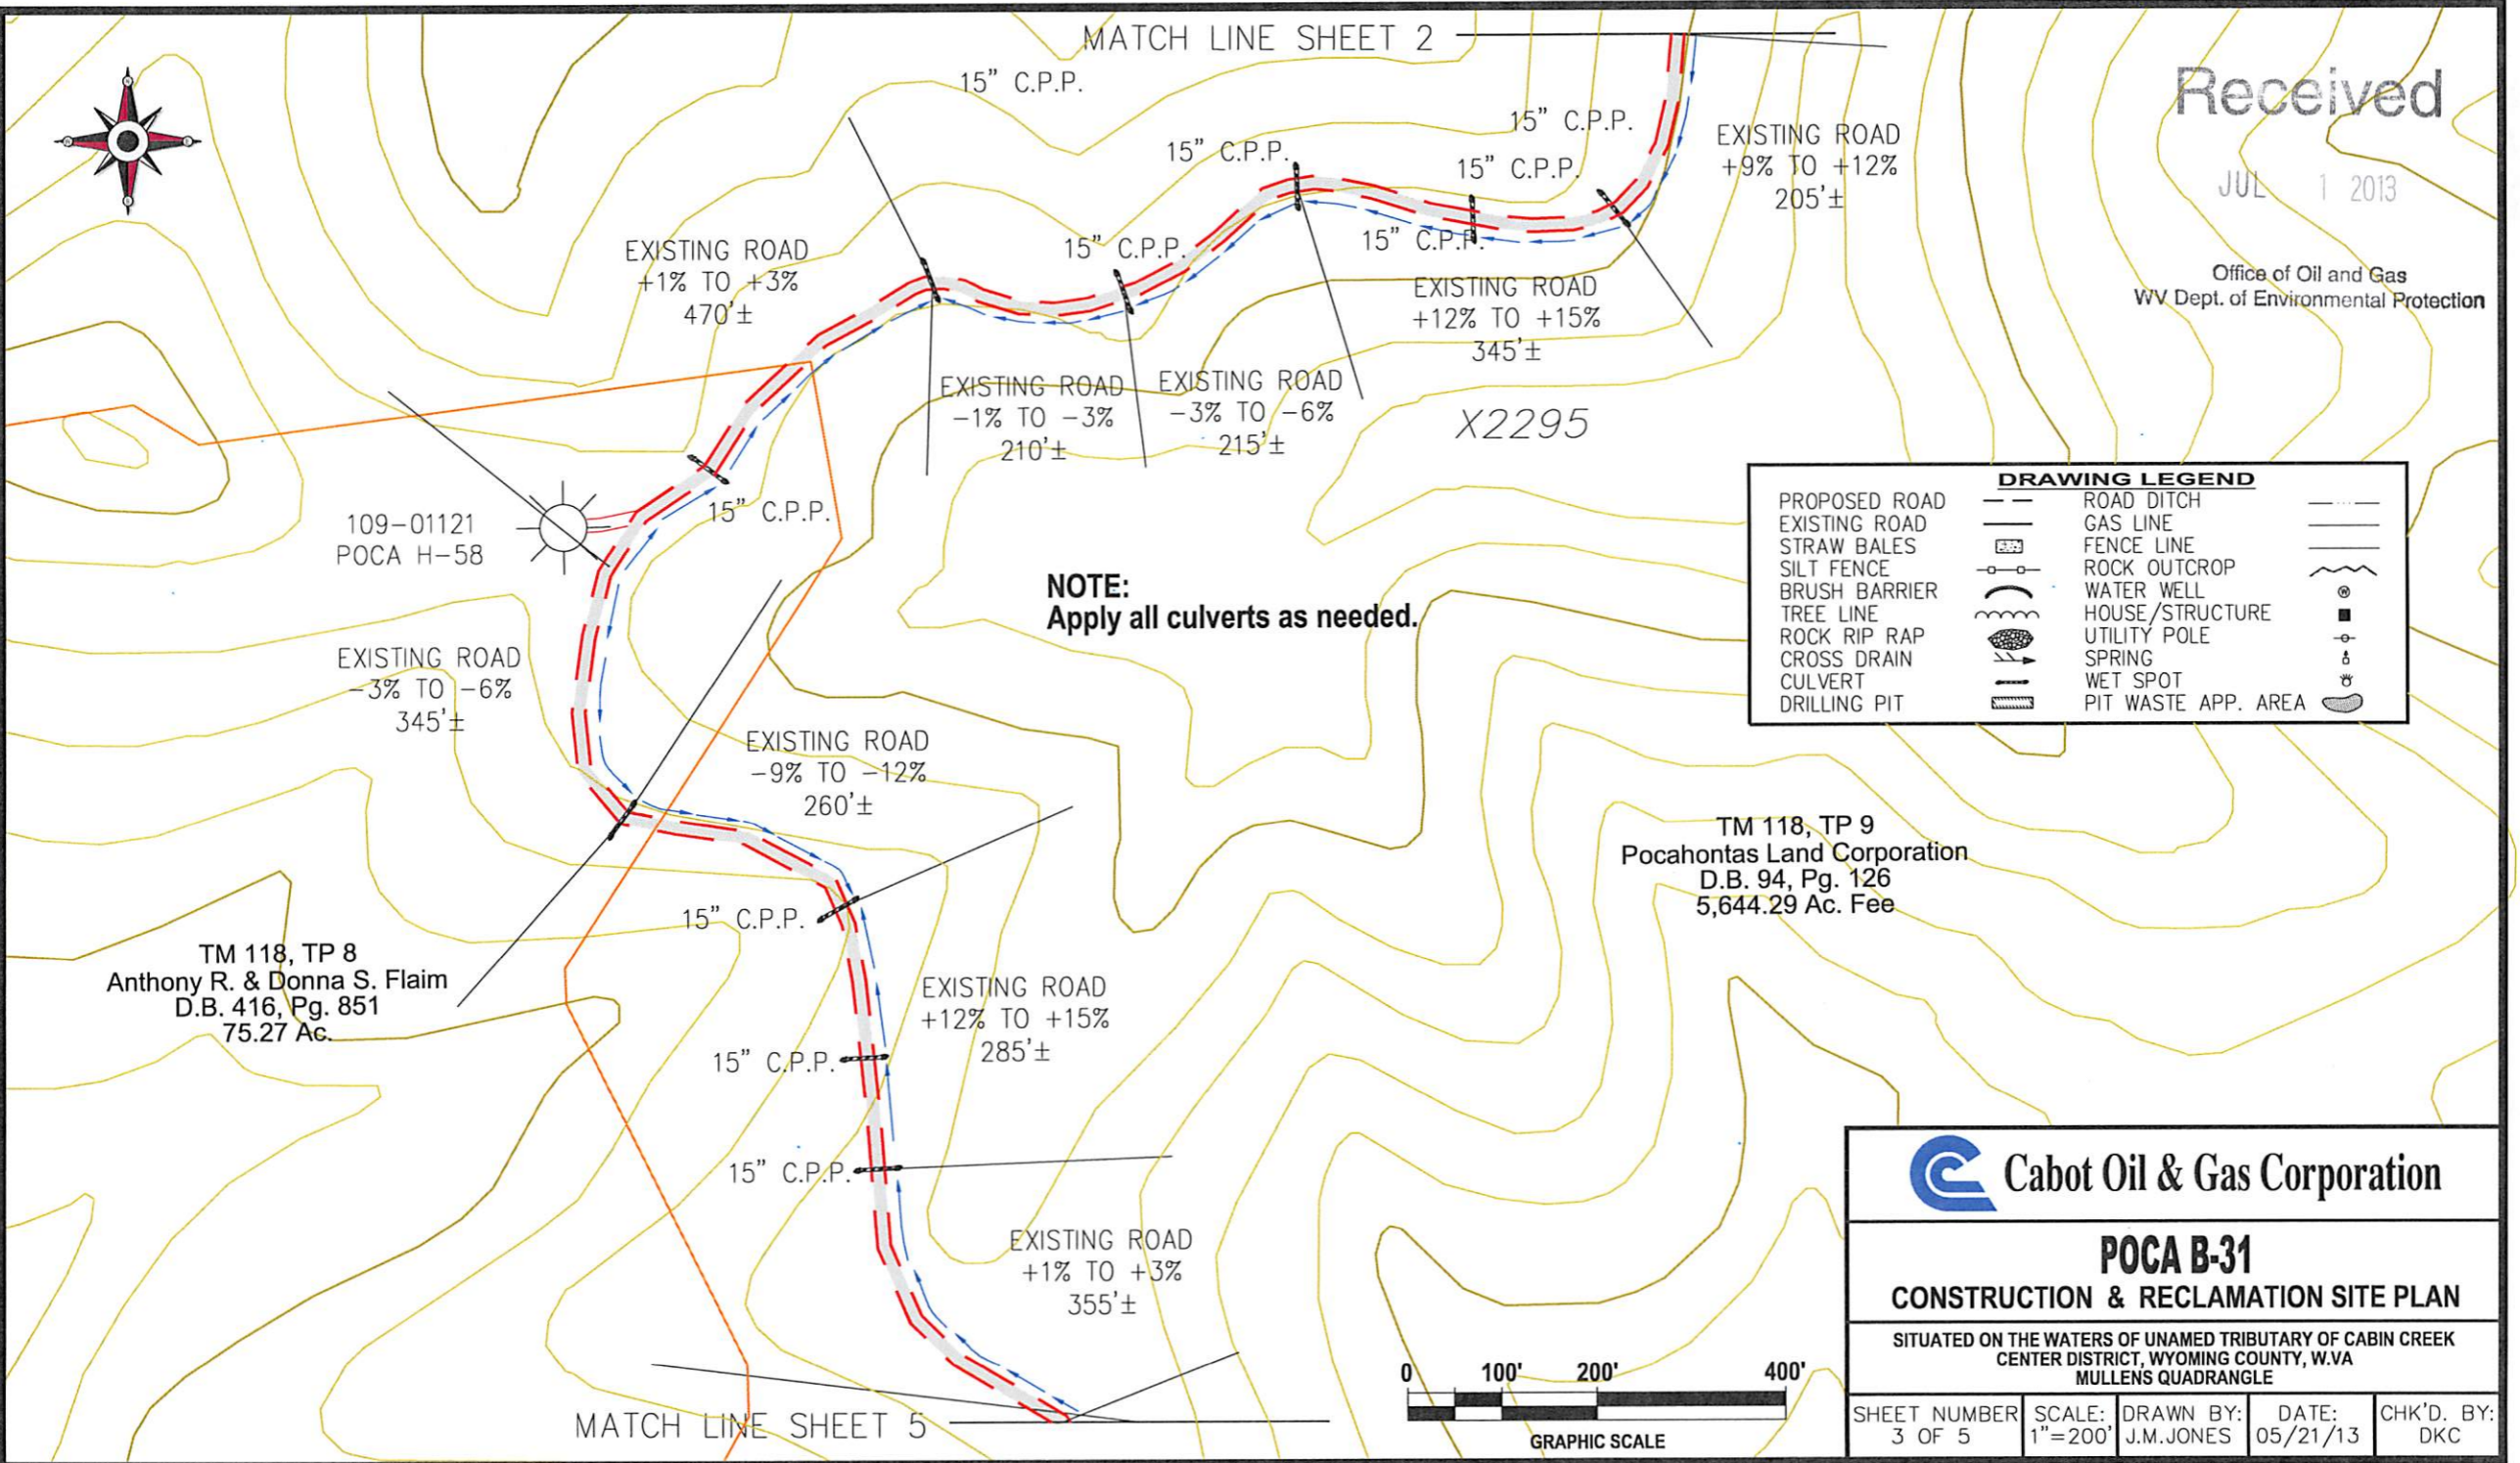 MATCH LINE SHEET 2
15" C.P.P.
Received
JUL 1 2013
Office of Oil and Gas
WV Dept. of Environmental Protection
15" C.P.P.
15" C.P.P.
15" C.P.P.
EXISTING ROAD
+9% TO +12%
205'±
15" C.P.P.
15" C.P.P.
EXISTING ROAD
+1% TO +3%
470'±
EXISTING ROAD
+12% TO +15%
345'±
EXISTING ROAD
-1% TO -3%
210'±
EXISTING ROAD
-3% TO -6%
215'±
X2295
15" C.P.P.
109-01121
POCA H-58
NOTE:
Apply all culverts as needed.
DRAWING LEGEND
PROPOSED ROAD
EXISTING ROAD
STRAW BALES
SILT FENCE
BRUSH BARRIER
TREE LINE
ROCK RIP RAP
CROSS DRAIN
CULVERT
DRILLING PIT
ROAD DITCH
GAS LINE
FENCE LINE
ROCK OUTCROP
WATER WELL
HOUSE/STRUCTURE
UTILITY POLE
SPRING
WET SPOT
PIT WASTE APP. AREA
EXISTING ROAD
-3% TO -6%
345'±
EXISTING ROAD
-9% TO -12%
260'±
TM 118, TP 9
Pocahontas Land Corporation
D.B. 94, Pg. 126
5,644.29 Ac. Fee
15" C.P.P.
TM 118, TP 8
Anthony R. & Donna S. Flaim
D.B. 416, Pg. 851
75.27 Ac.
EXISTING ROAD
+12% TO +15%
285'±
15" C.P.P.
15" C.P.P.
EXISTING ROAD
+1% TO +3%
355'±
MATCH LINE SHEET 5
0 100' 200' 400'
GRAPHIC SCALE
Cabot Oil & Gas Corporation
POCA B-31
CONSTRUCTION & RECLAMATION SITE PLAN
SITUATED ON THE WATERS OF UNAMED TRIBUTARY OF CABIN CREEK
CENTER DISTRICT, WYOMING COUNTY, W.VA
MULLENS QUADRANGLE
SHEET NUMBER
3 OF 5
SCALE:
1"=200'
DRAWN BY:
J.M.JONES
DATE:
05/21/13
CHK'D. BY:
DKC